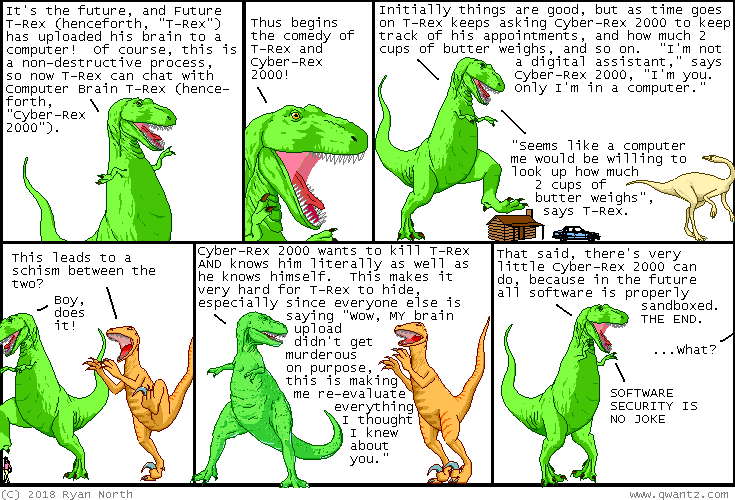 It's the future, and Future
T-Rex (henceforth, "T-Rex")
has uploaded his brain to a
computer!  Of course, this is
a non-destructive process,
so now T-Rex can chat with
Computer Brain T-Rex (hence-
forth,
"Cyber-Rex
2000").
Thus begins
the comedy of
T-Rex and
Cyber-Rex
2000!
Initially things are good, but as time goes
on T-Rex keeps asking Cyber-Rex 2000 to keep
track of his appointments, and how much 2
cups of butter weighs, and so on.  "I'm not
a digital assistant," says
Cyber-Rex 2000, "I'm you.
Only I'm in a computer."
"Seems like a computer
me would be willing to
look up how much
2 cups of
butter weighs",
says T-Rex.
This leads to a
schism between the
two?
Boy,
does
it!
Cyber-Rex 2000 wants to kill T-Rex
AND knows him literally as well as
he knows himself.  This makes it
very hard for T-Rex to hide,
especially since everyone else is
saying "Wow, MY brain
upload
didn't get
murderous
on purpose,
this is making
me re-evaluate
everything
I thought
I knew
about
you."
That said, there's very
little Cyber-Rex 2000 can
do, because in the future
all software is properly
sandboxed.
THE END.
...what?
SOFTWARE
SECURITY IS
NO JOKE
(C) 2018 Ryan North
www.qwantz.com